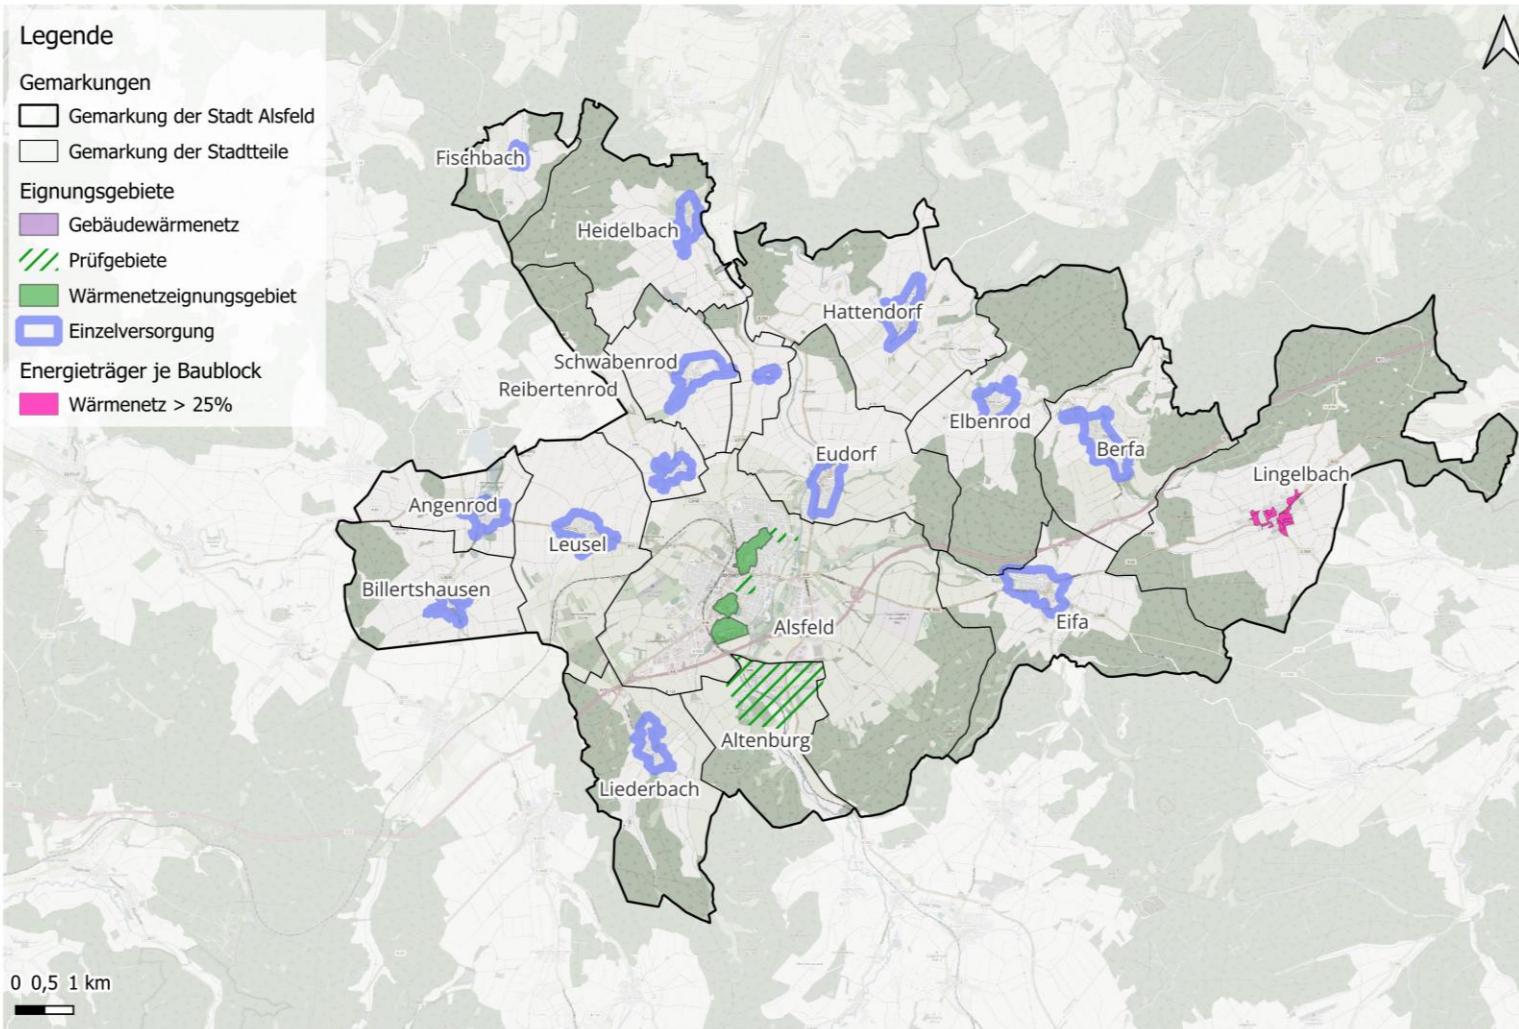 Legende
Gemarkungen
Gemarkung der Stadt Alsfeld
Gemarkung der Stadtteile
Eignungsgebiete
Gebäudewärmenetz
Prüfgebiete
Wärmenetzeignungsgebiet
Einzelversorgung
Energieträger je Baublock
Wärmenetz > 25%
Fischbach
Heidelbach
Hattendorf
Schwabenrod
Reibertenrod
Elbenrod
Berfa
Eudorf
Lingelbach
Angenrod
Leusel
Billertshausen
Eifa
Alsfeld
Altenburg
Liederbach
0 0,5 1 km